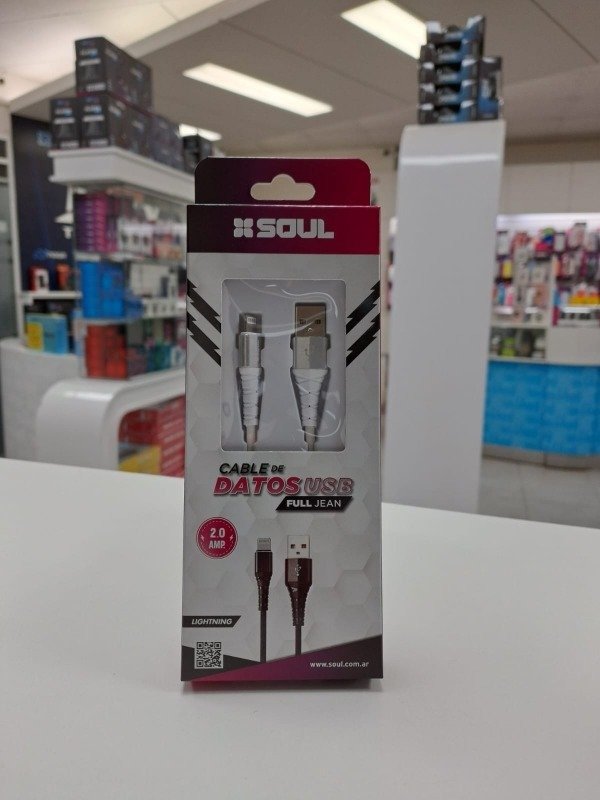 SOUL
CABLE DE
DATOS USB
FULL JEAN
2.0
AMP.
LIGHTNING
www.soul.com.ar